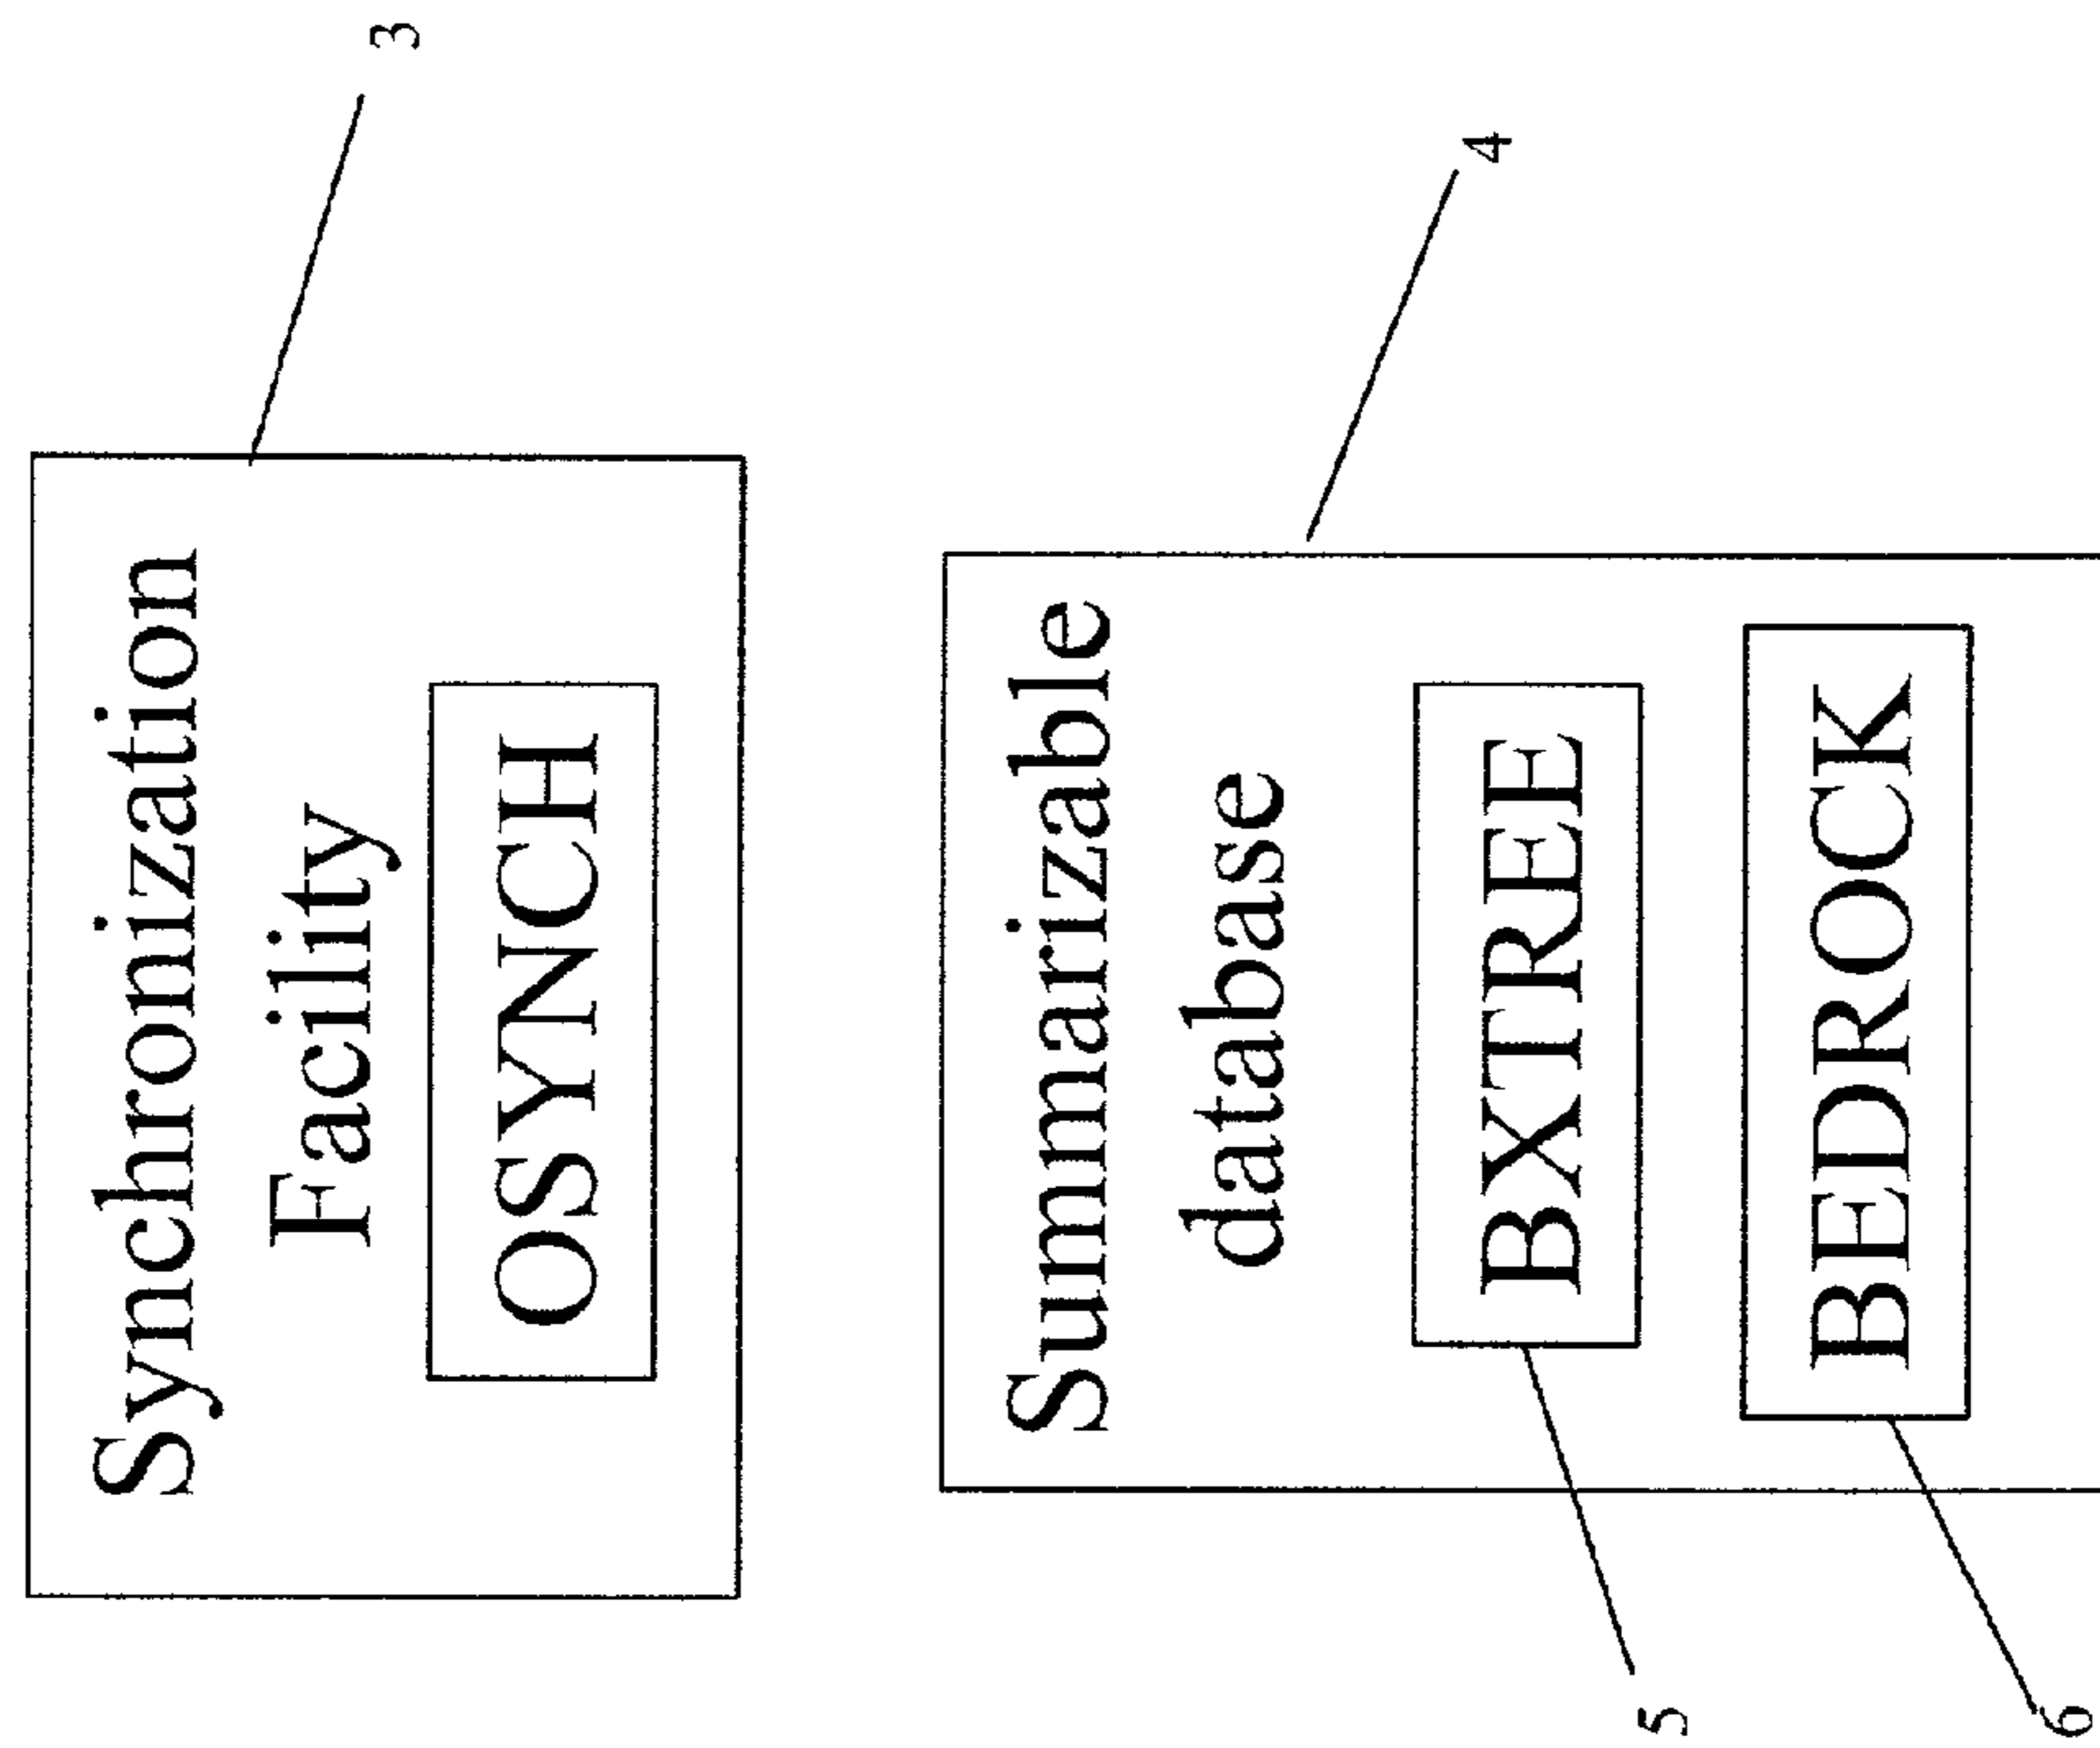 3
Synchronization
Facility
OSYNCH
4
Summarizable
database
BXTREE
BEDROCK
5
6